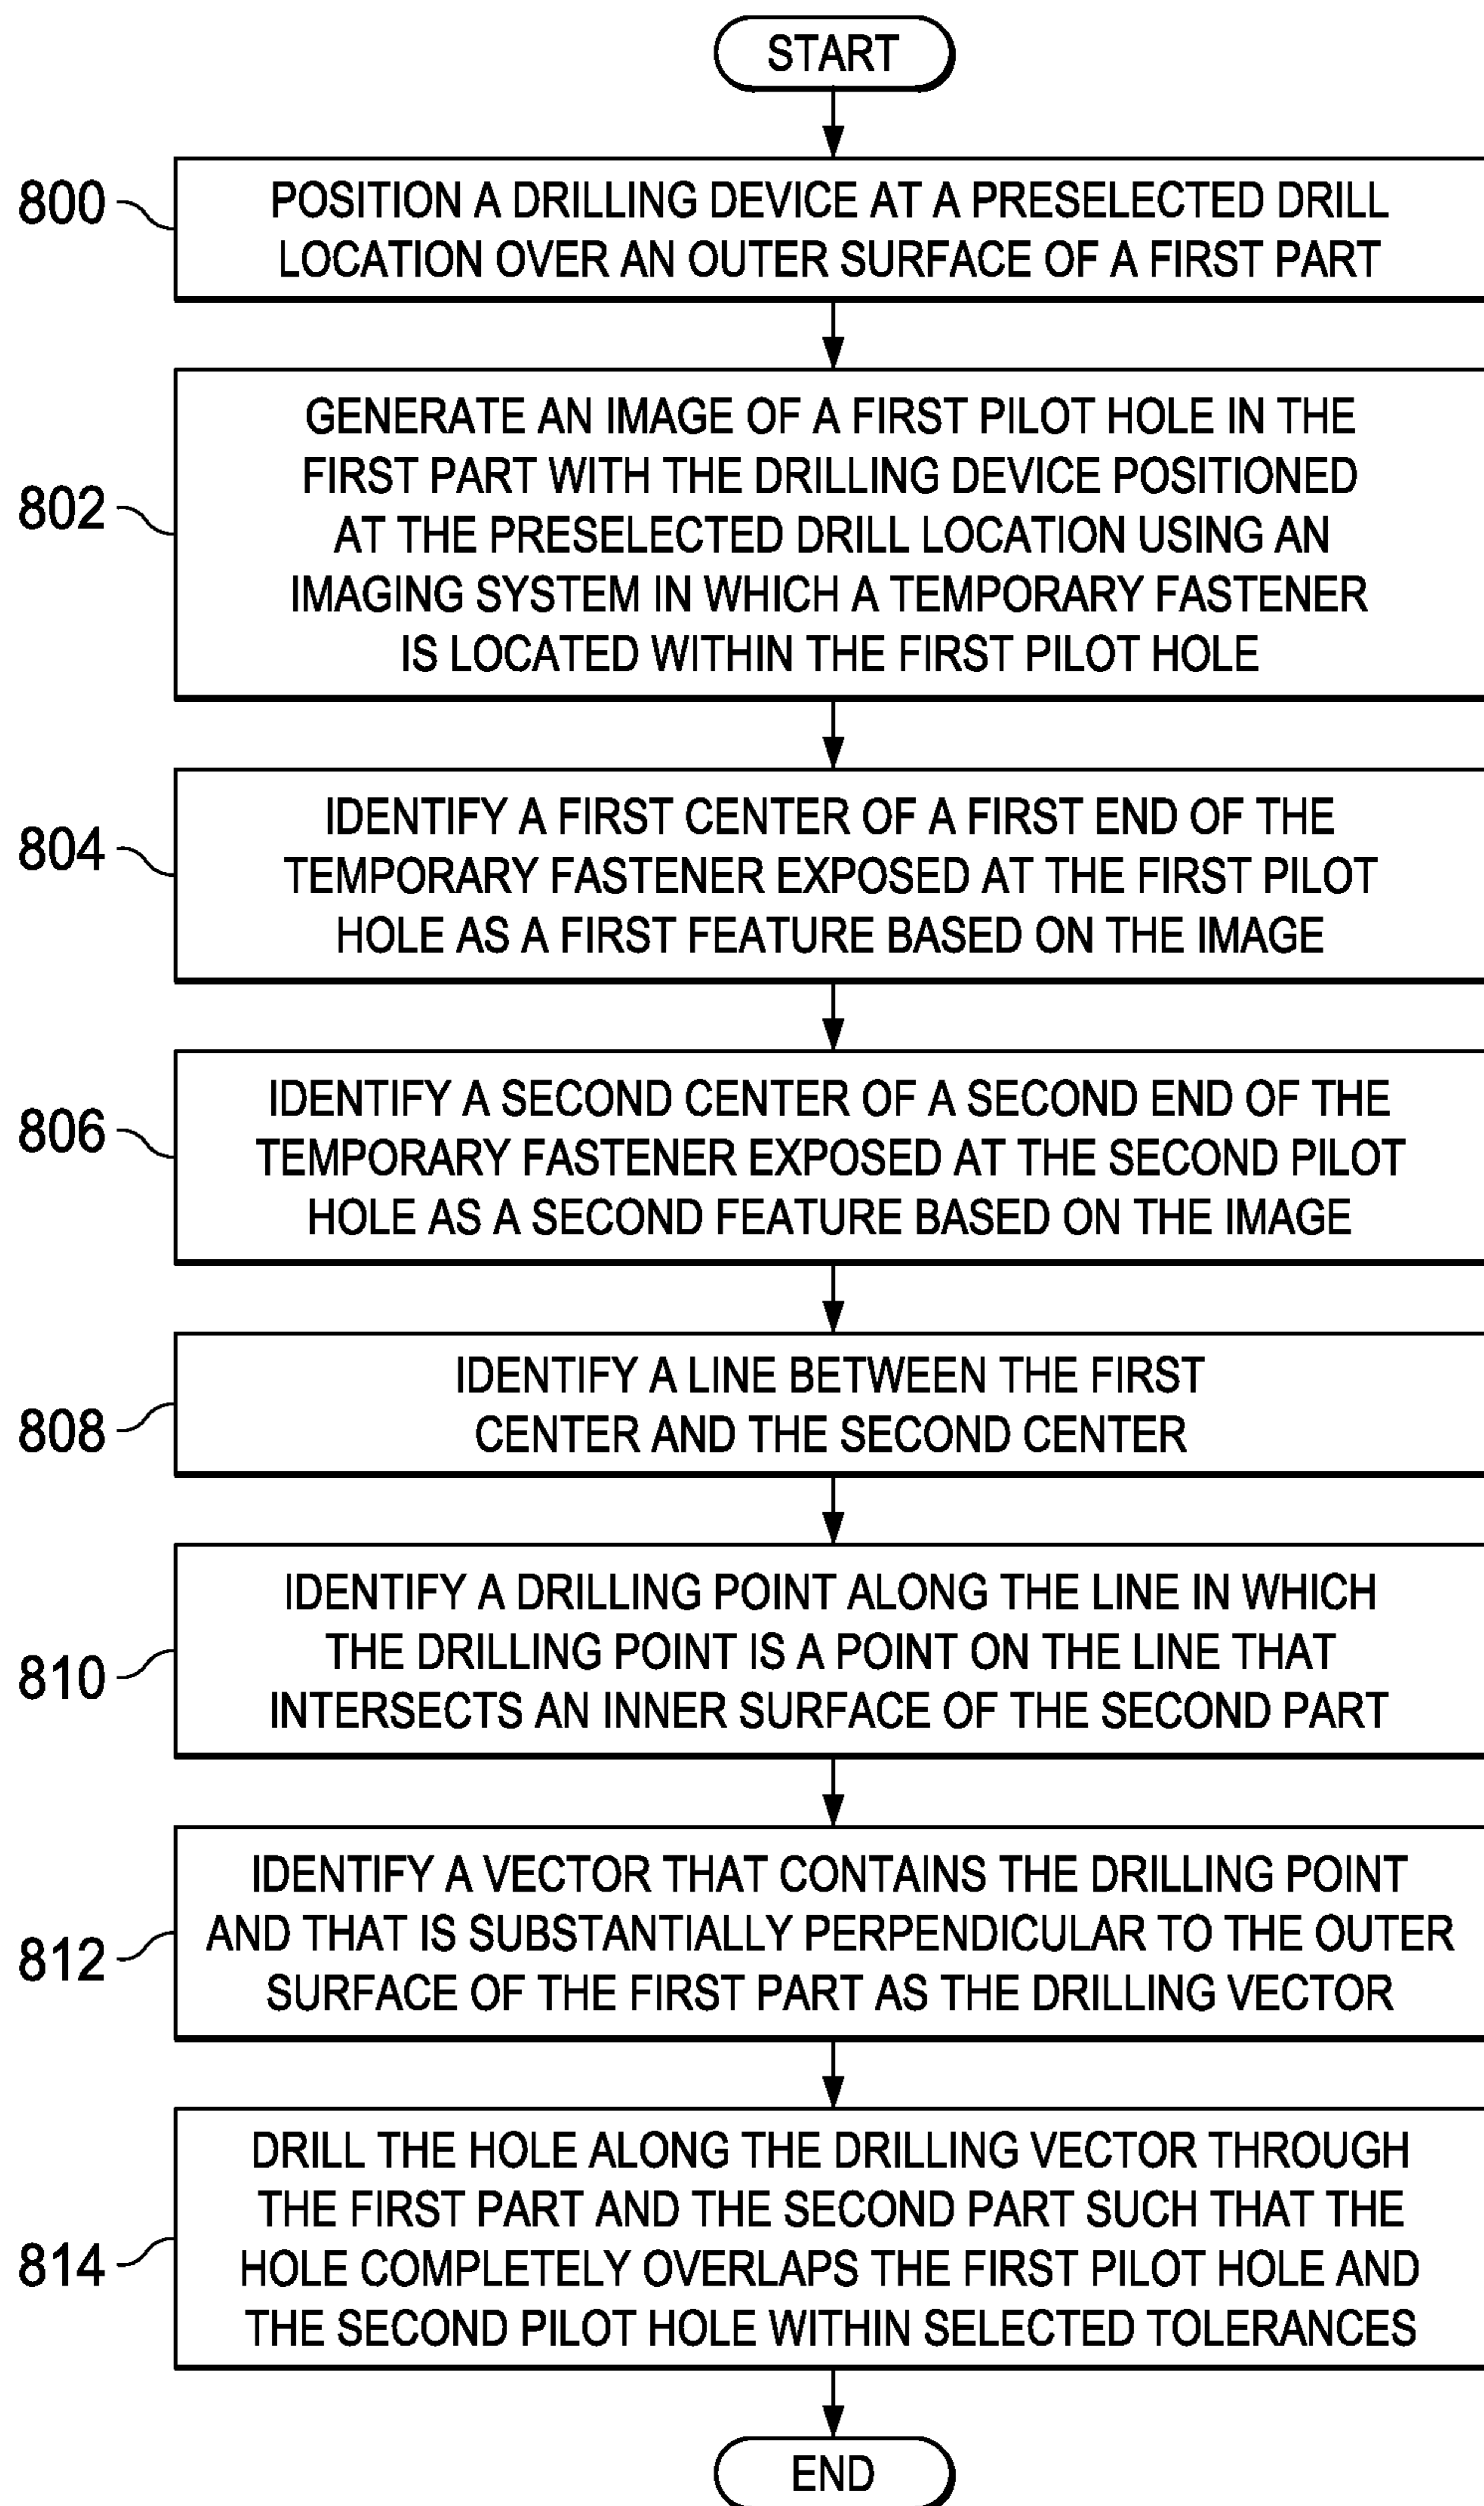 START
800
POSITION A DRILLING DEVICE AT A PRESELECTED DRILL
LOCATION OVER AN OUTER SURFACE OF A FIRST PART
802
GENERATE AN IMAGE OF A FIRST PILOT HOLE IN THE
FIRST PART WITH THE DRILLING DEVICE POSITIONED
AT THE PRESELECTED DRILL LOCATION USING AN
IMAGING SYSTEM IN WHICH A TEMPORARY FASTENER
IS LOCATED WITHIN THE FIRST PILOT HOLE
804
IDENTIFY A FIRST CENTER OF A FIRST END OF THE
TEMPORARY FASTENER EXPOSED AT THE FIRST PILOT
HOLE AS A FIRST FEATURE BASED ON THE IMAGE
806
IDENTIFY A SECOND CENTER OF A SECOND END OF THE
TEMPORARY FASTENER EXPOSED AT THE SECOND PILOT
HOLE AS A SECOND FEATURE BASED ON THE IMAGE
808
IDENTIFY A LINE BETWEEN THE FIRST
CENTER AND THE SECOND CENTER
810
IDENTIFY A DRILLING POINT ALONG THE LINE IN WHICH
THE DRILLING POINT IS A POINT ON THE LINE THAT
INTERSECTS AN INNER SURFACE OF THE SECOND PART
812
IDENTIFY A VECTOR THAT CONTAINS THE DRILLING POINT
AND THAT IS SUBSTANTIALLY PERPENDICULAR TO THE OUTER
SURFACE OF THE FIRST PART AS THE DRILLING VECTOR
814
DRILL THE HOLE ALONG THE DRILLING VECTOR THROUGH
THE FIRST PART AND THE SECOND PART SUCH THAT THE
HOLE COMPLETELY OVERLAPS THE FIRST PILOT HOLE AND
THE SECOND PILOT HOLE WITHIN SELECTED TOLERANCES
END